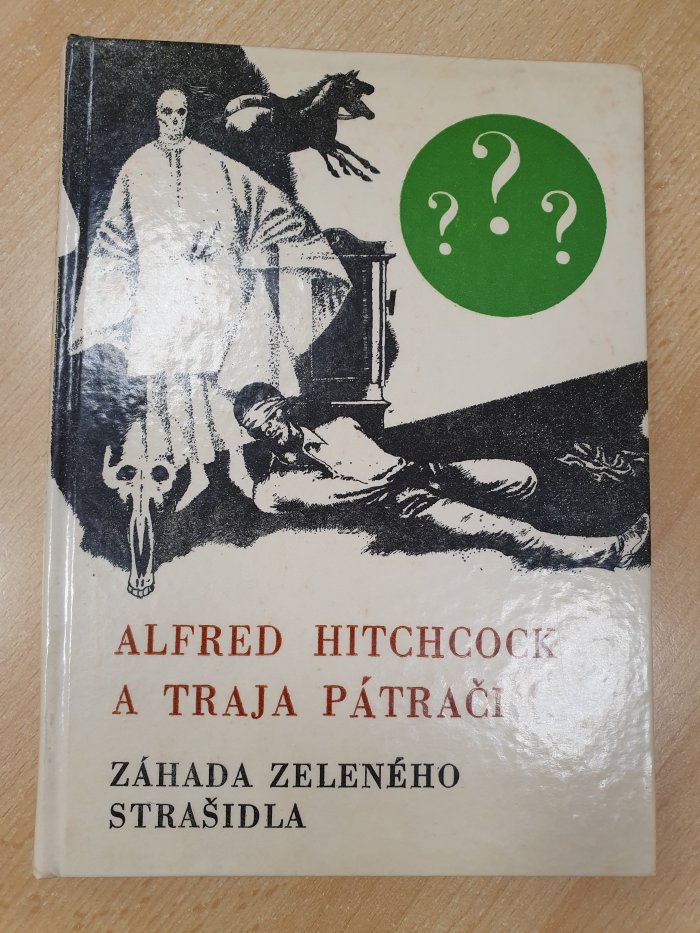 ? ? ?
ALFRED HITCHCOCK
A TRAJA PÁTRAČI
ZÁHADA ZELENÉHO
STRAŠIDLA